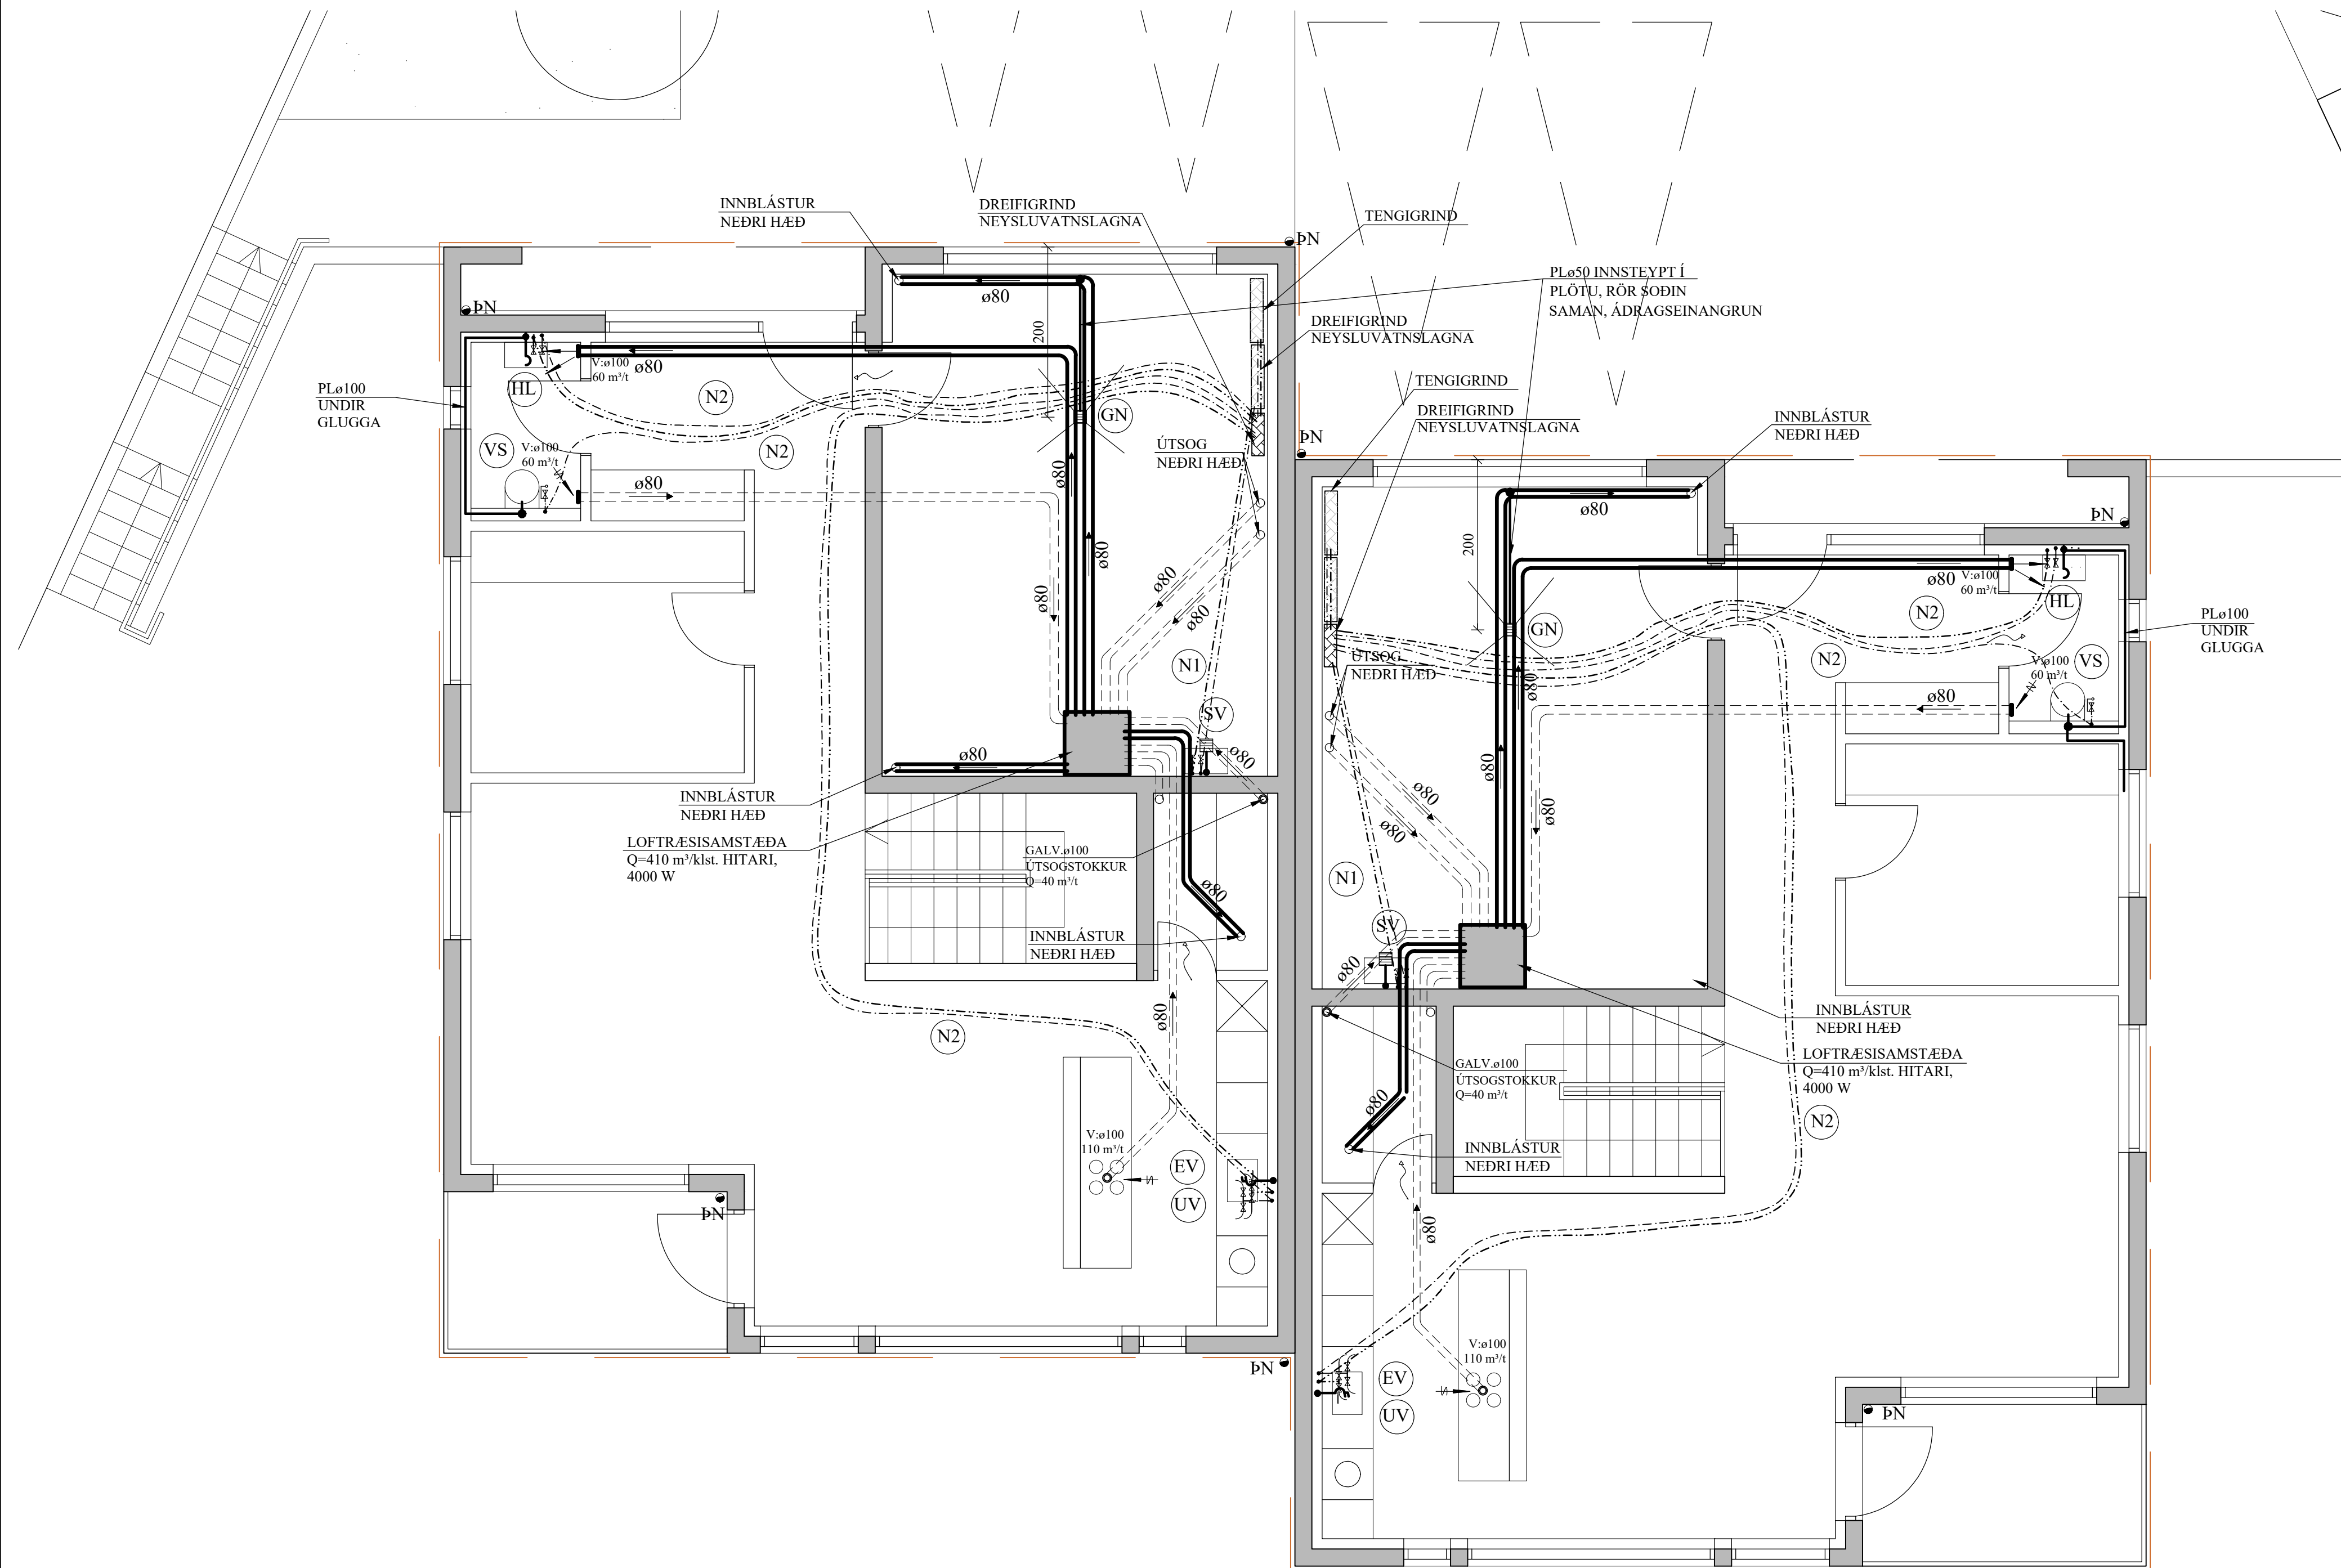 INNBLÁSTUR
NEÐRI HÆÐ
DREIFIGRIND
NEYSLUVATNSLAGNA
TENGIGRIND
ÞN
PLø50 INNSTEYPT Í
PLÖTU, RÖR SOÐIN
SAMAN, ÁDRAGSEINANGRUN
ÞN
ø80
200
DREIFIGRIND
NEYSLUVATNSLAGNA
V:ø100
60 m³/t
ø80
HL
N2
PLø100
UNDIR
GLUGGA
GN
TENGIGRIND
DREIFIGRIND
NEYSLUVATNSLAGNA
INNBLÁSTUR
NEÐRI HÆÐ
ÞN
VS
V:ø100
60 m³/t
N2
ÚTSOG
NEÐRI HÆÐ
ø80
ø80
ø80
ø80
ø80
ø80
N1
SV
ø80
ø80
INNBLÁSTUR
NEÐRI HÆÐ
LOFTRÆSISAMSTÆÐA
Q=410 m³/klst. HITARI,
4000 W
GALV.ø100
ÚTSOGSTOKKUR
Q=40 m³/t
ø80
INNBLÁSTUR
NEÐRI HÆÐ
ø80
N2
V:ø100
110 m³/t
EV
UV
ÞN
ÞN
ø80
200
ÞN
ø80
V:ø100
60 m³/t
HL
N2
GN
PLø100
UNDIR
GLUGGA
N2
V:ø100
60 m³/t
VS
ÚTSOG
NEÐRI HÆÐ
ø80
ø80
ø80
ø80
ø80
ø80
N1
SV
ø80
INNBLÁSTUR
NEÐRI HÆÐ
LOFTRÆSISAMSTÆÐA
Q=410 m³/klst. HITARI,
4000 W
GALV.ø100
ÚTSOGSTOKKUR
Q=40 m³/t
ø80
N2
INNBLÁSTUR
NEÐRI HÆÐ
ø80
V:ø100
110 m³/t
EV
UV
ÞN